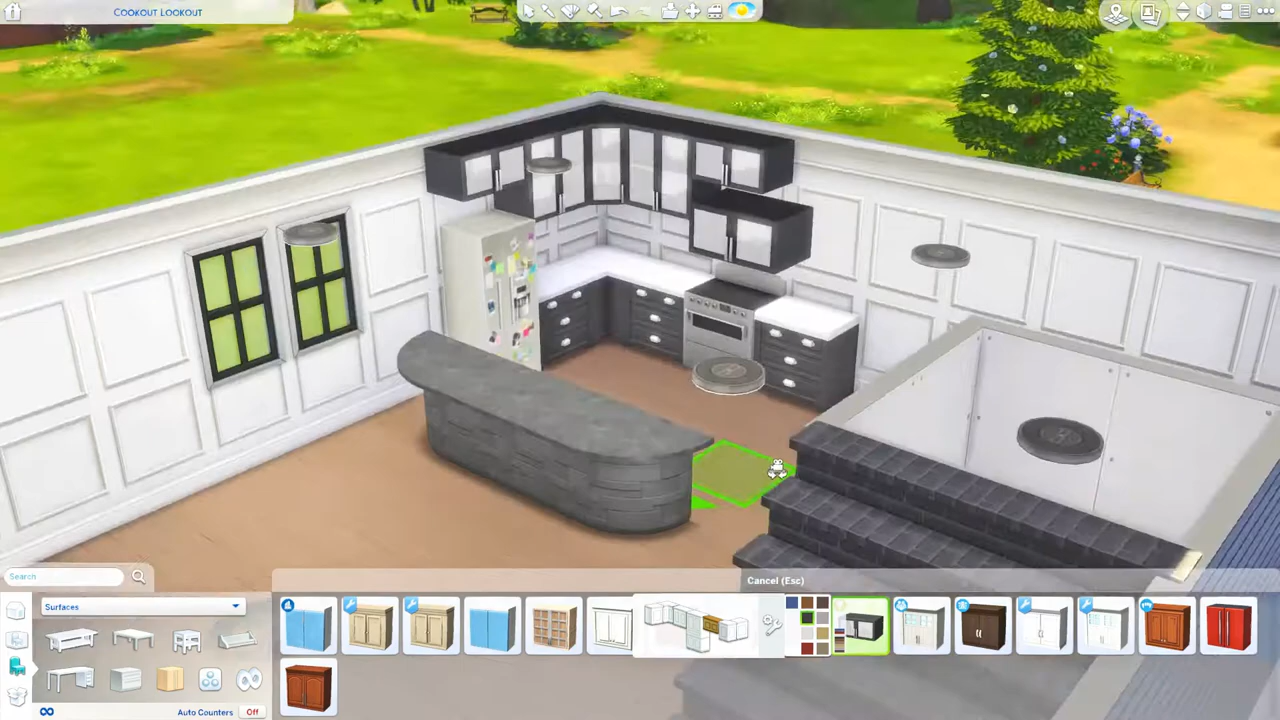 COOKOUT LOOKOUT
Cancel (Esc)
Search
Surfaces
Auto Counters Off